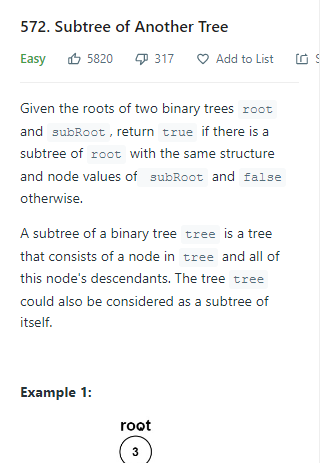 572. Subtree of Another Tree
Easy 5820 317 Add to List
Given the roots of two binary trees root
and subRoot, return true if there is a
subtree of root with the same structure
and node values of subRoot and false
otherwise.
A subtree of a binary tree tree is a tree
that consists of a node in tree and all of
this node's descendants. The tree tree
could also be considered as a subtree of
itself.
Example 1:
root
3